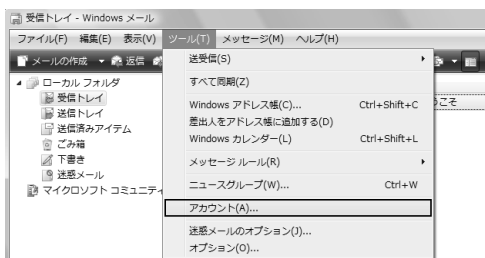 受信トレイ - Windows メール
ファイル(F) 編集(E) 表示(V) ツール(T) メッセージ(M) ヘルプ(H)
メールの作成 返信
送受信(S)
すべて同期(Z)
Windows アドレス帳(C)... Ctrl+Shift+C
差出人をアドレス帳に追加する(D)
Windows カレンダー(L) Ctrl+Shift+L
メッセージ ルール(R)
ニュースグループ(W)... Ctrl+W
アカウント(A)...
迷惑メールのオプション(J)...
オプション(O)...
ローカル フォルダ
受信トレイ
送信トレイ
送信済みアイテム
ごみ箱
下書き
迷惑メール
マイクロソフト コミュニティ
うこそ